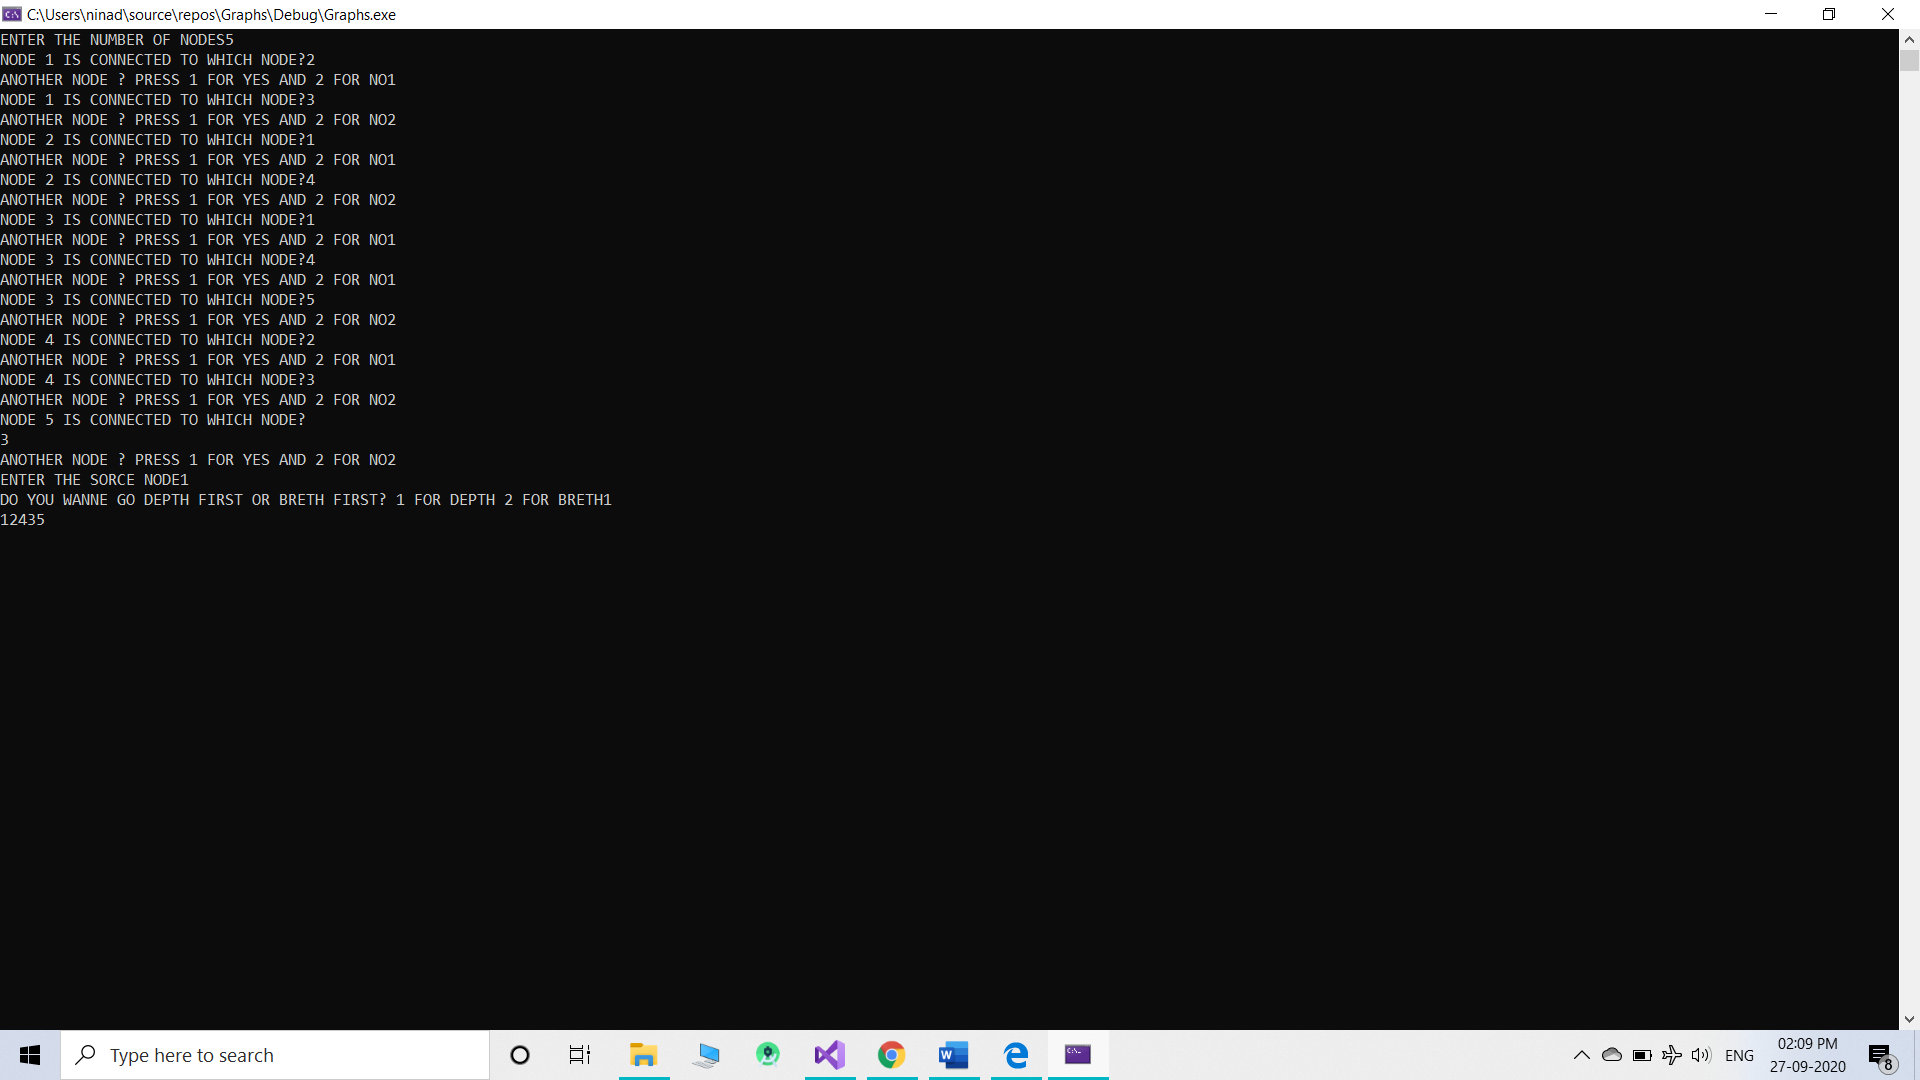 C:\Users\ninad\source\repos\Graphs\Debug\Graphs.exe
ENTER THE NUMBER OF NODES5
NODE 1 IS CONNECTED TO WHICH NODE?2
ANOTHER NODE ? PRESS 1 FOR YES AND 2 FOR NO1
NODE 1 IS CONNECTED TO WHICH NODE?3
ANOTHER NODE ? PRESS 1 FOR YES AND 2 FOR NO2
NODE 2 IS CONNECTED TO WHICH NODE?1
ANOTHER NODE ? PRESS 1 FOR YES AND 2 FOR NO1
NODE 2 IS CONNECTED TO WHICH NODE?4
ANOTHER NODE ? PRESS 1 FOR YES AND 2 FOR NO2
NODE 3 IS CONNECTED TO WHICH NODE?1
ANOTHER NODE ? PRESS 1 FOR YES AND 2 FOR NO1
NODE 3 IS CONNECTED TO WHICH NODE?4
ANOTHER NODE ? PRESS 1 FOR YES AND 2 FOR NO1
NODE 3 IS CONNECTED TO WHICH NODE?5
ANOTHER NODE ? PRESS 1 FOR YES AND 2 FOR NO2
NODE 4 IS CONNECTED TO WHICH NODE?2
ANOTHER NODE ? PRESS 1 FOR YES AND 2 FOR NO1
NODE 4 IS CONNECTED TO WHICH NODE?3
ANOTHER NODE ? PRESS 1 FOR YES AND 2 FOR NO2
NODE 5 IS CONNECTED TO WHICH NODE?
3
ANOTHER NODE ? PRESS 1 FOR YES AND 2 FOR NO2
ENTER THE SORCE NODE1
DO YOU WANNE GO DEPTH FIRST OR BRETH FIRST? 1 FOR DEPTH 2 FOR BRETH1
12435
Type here to search
ENG
02:09 PM
27-09-2020
8